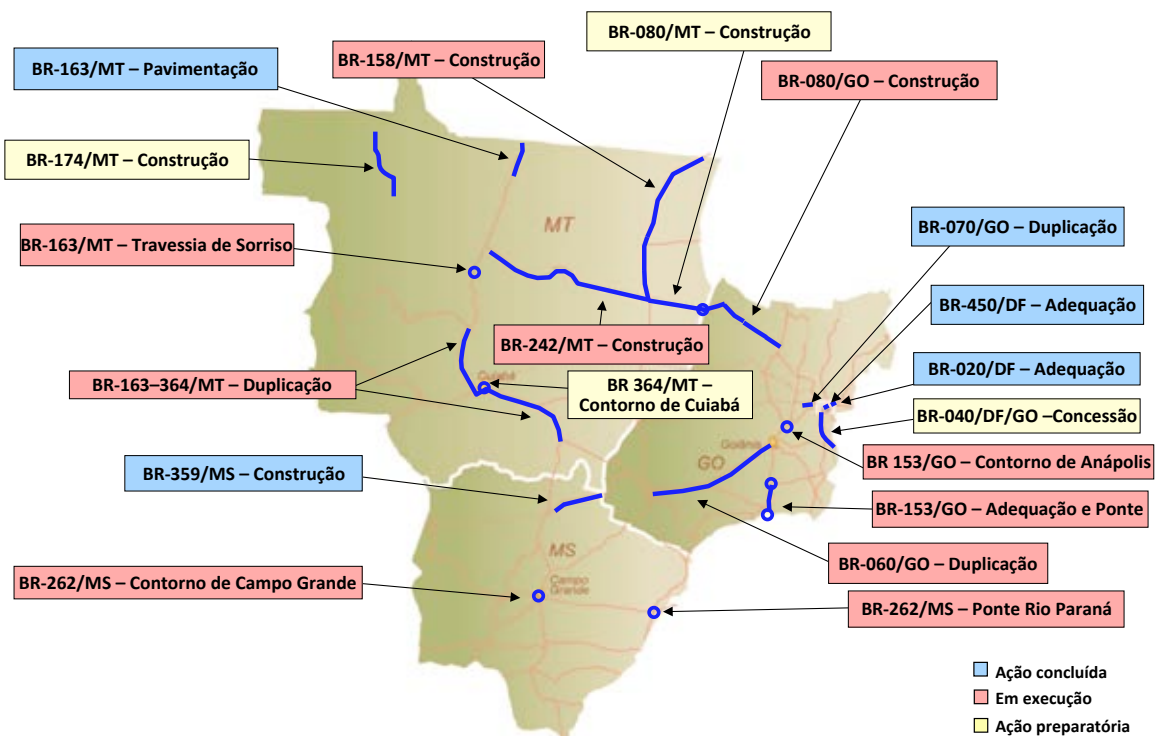 BR-080/MT – Construção
BR-158/MT – Construção
BR-163/MT – Pavimentação
BR-080/GO – Construção
BR-174/MT – Construção
MT
BR-070/GO – Duplicação
BR-163/MT – Travessia de Sorriso
BR-450/DF – Adequação
BR-242/MT – Construção
BR-020/DF – Adequação
BR-163–364/MT – Duplicação
Cuiabá
BR 364/MT –
Contorno de Cuiabá
BR-040/DF/GO –Concessão
Goiânia
GO
BR 153/GO – Contorno de Anápolis
BR-359/MS – Construção
BR-153/GO – Adequação e Ponte
MS
BR-060/GO – Duplicação
BR-262/MS – Contorno de Campo Grande
Campo
Grande
BR-262/MS – Ponte Rio Paraná
Ação concluída
Em execução
Ação preparatória